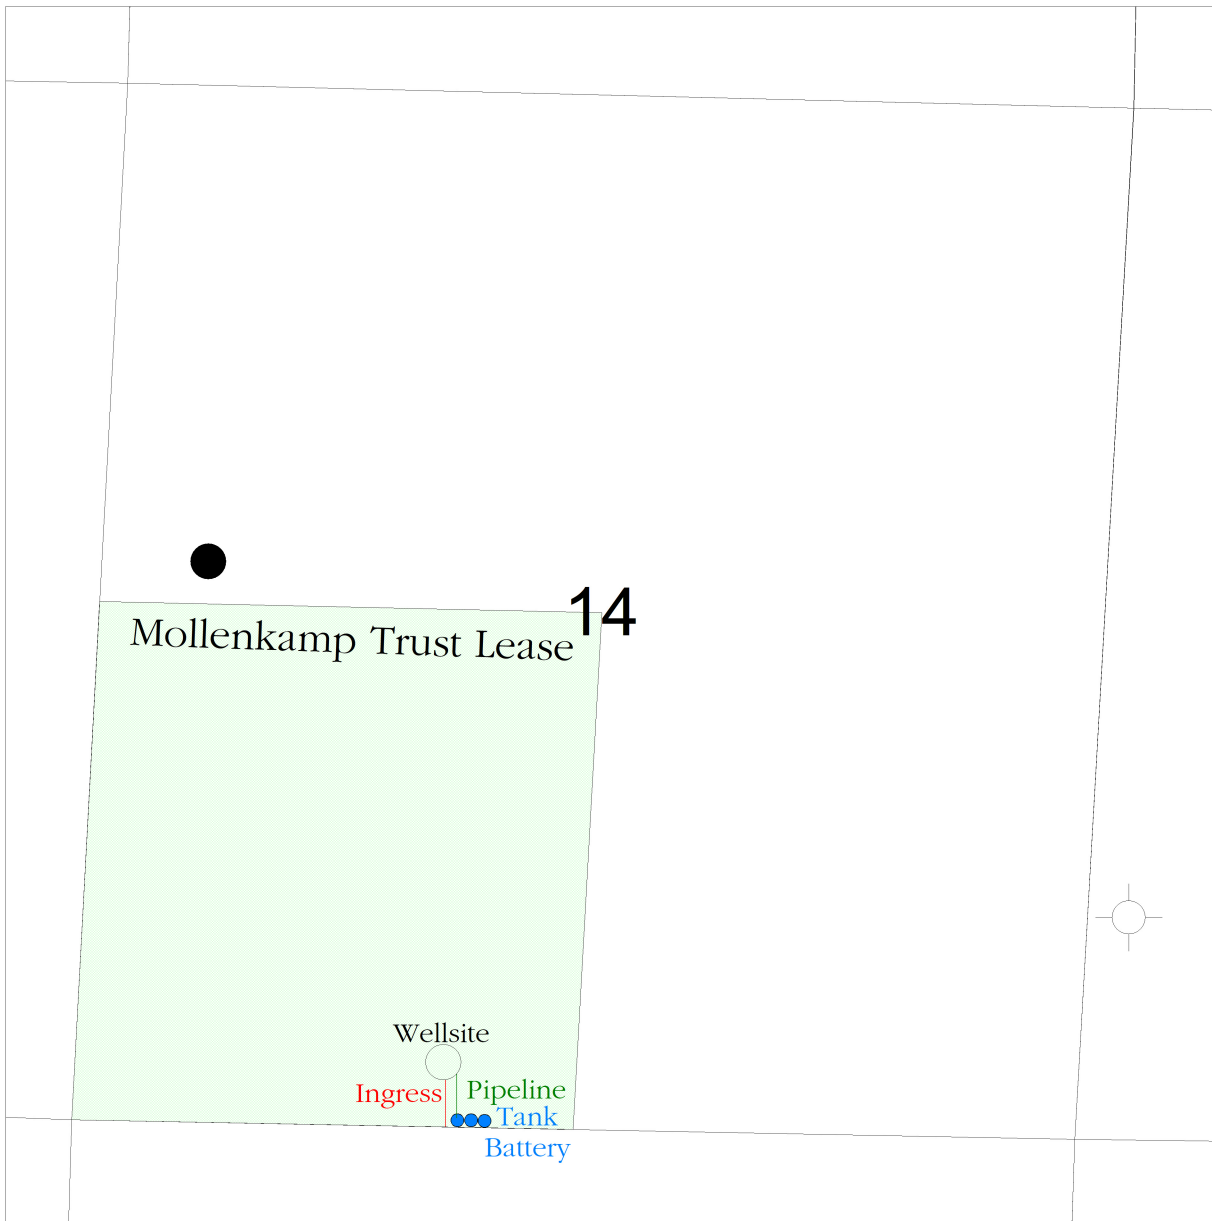 14
Mollenkamp Trust Lease
Wellsite
Ingress
Pipeline
Tank
Battery